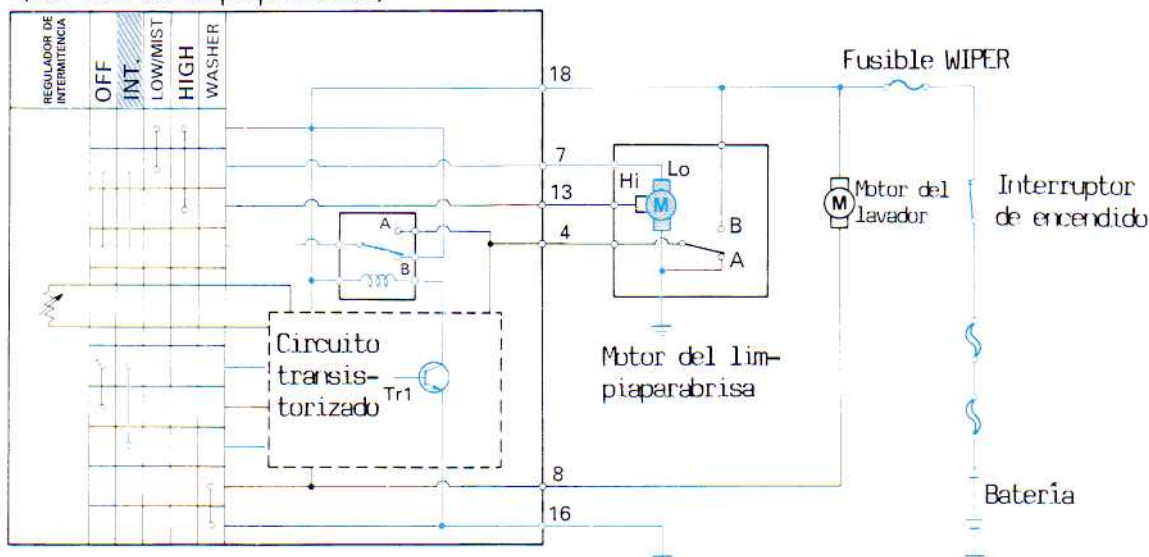 REGULADOR DE
INTERMITENCIA
OFF
INT.
LOW/MIST
HIGH
WASHER
18
7
13
4
8
16
A
B
Circuito
transis-
torizado
Tr1
Hi
Lo
M
B
A
Motor del lim-
piaparabrisa
Fusible WIPER
M
Motor del
lavador
Interruptor
de encendido
Batería